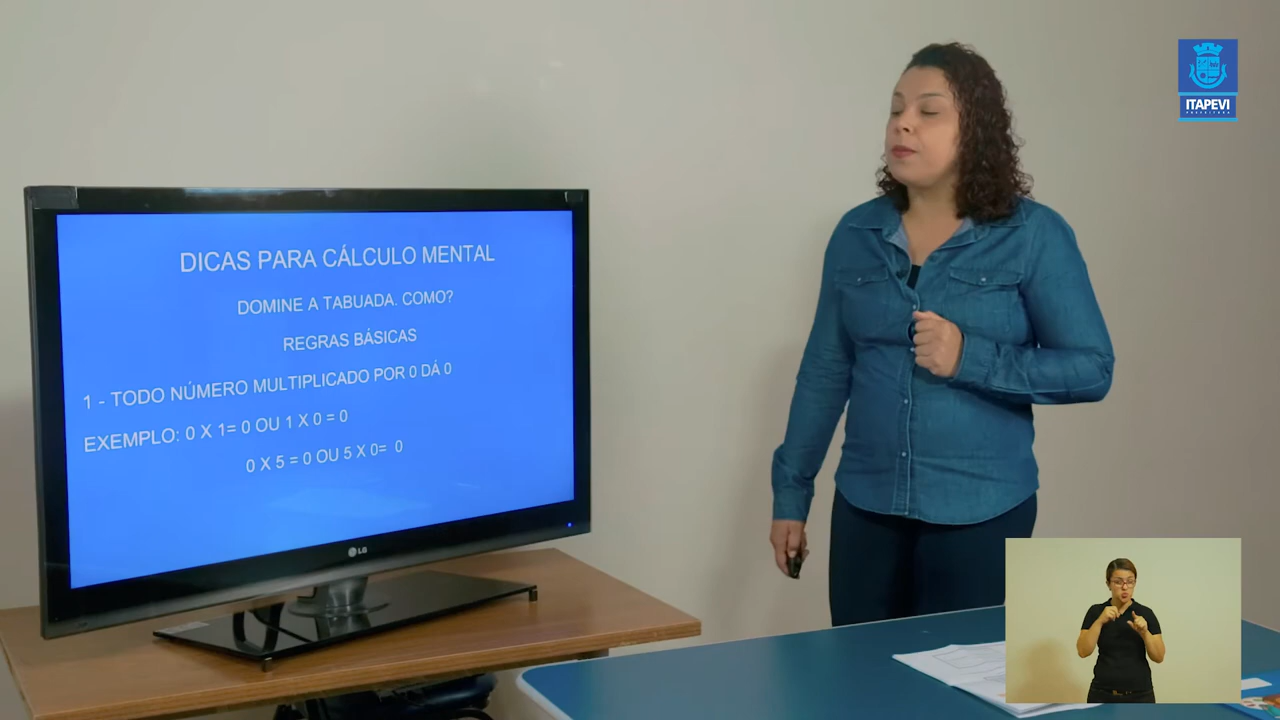 DICAS PARA CÁLCULO MENTAL
DOMINE A TABUADA. COMO?
REGRAS BÁSICAS
1 - TODO NÚMERO MULTIPLICADO POR 0 DÁ 0
EXEMPLO: 0 X 1= 0 OU 1 X 0 = 0
0 X 5 = 0 OU 5 X 0= 0
LG
ITAPEVI
PREFEITURA